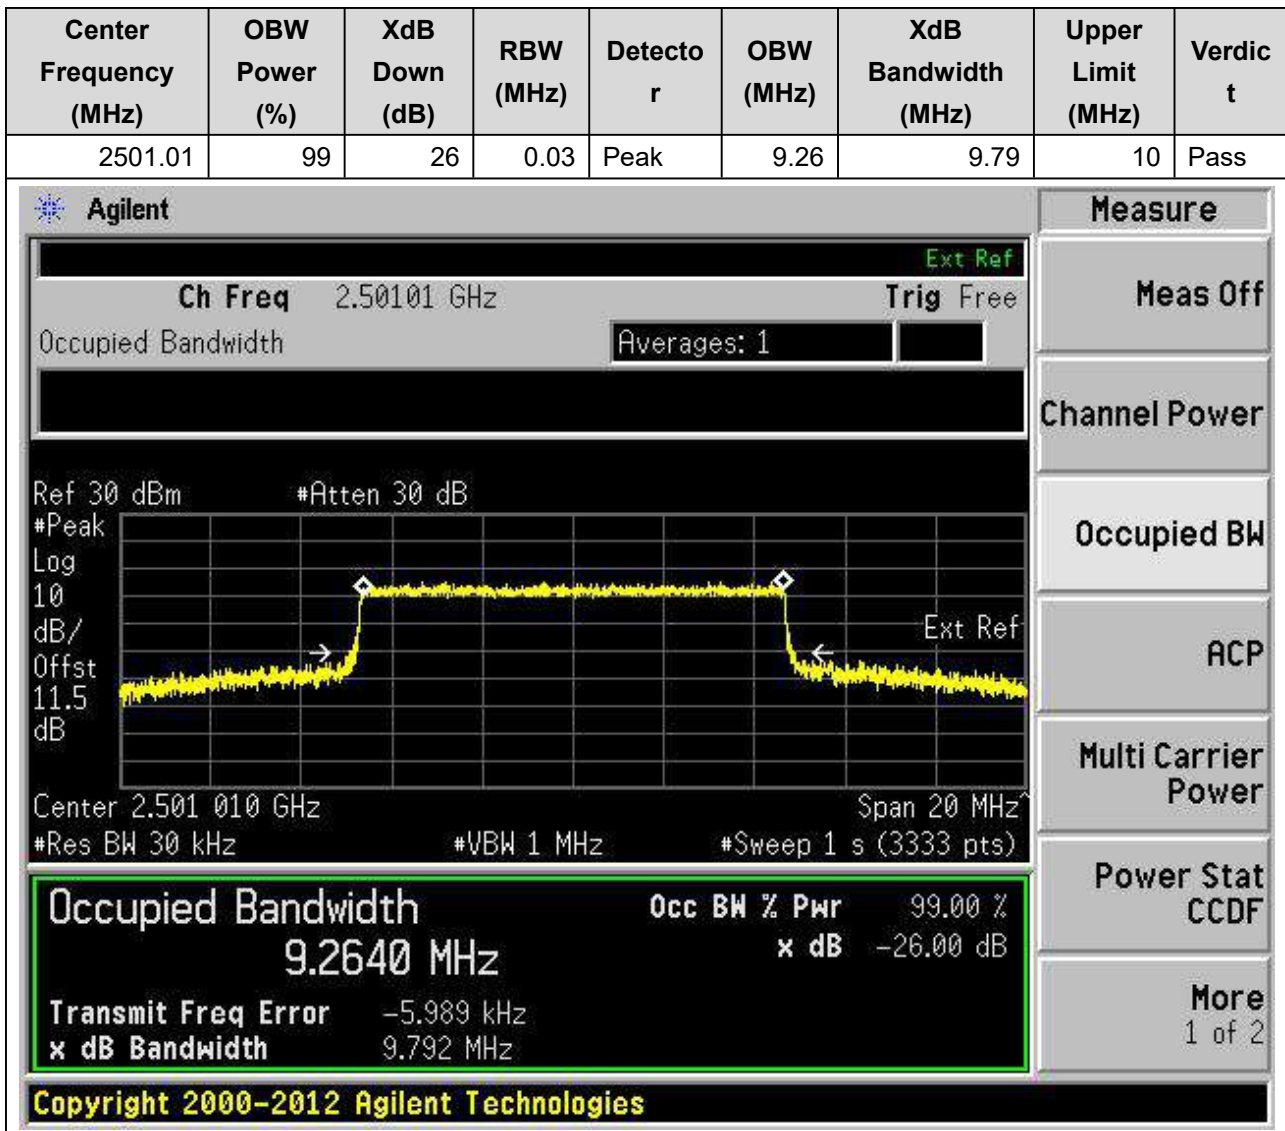 Center Frequency (MHz) OBW Power (%) XdB Down (dB) RBW (MHz) Detecto r OBW (MHz) XdB Bandwidth (MHz) Upper Limit (MHz) Verdic t
2501.01 99 26 0.03 Peak 9.26 9.79 10 Pass
Agilent
Measure
Ext Ref
Ch Freq 2.50101 GHz Trig Free
Meas Off
Occupied Bandwidth Averages: 1
Channel Power
Ref 30 dBm #Atten 30 dB
#Peak
Log
10
dB/
Offst
11.5
dB
Occupied BW
Ext Ref
ACP
Multi Carrier
Power
Center 2.501 010 GHz Span 20 MHz^
#Res BW 30 kHz #VBW 1 MHz #Sweep 1 s (3333 pts)
Power Stat
CCDF
Occupied Bandwidth Occ BW % Pwr 99.00 %
9.2640 MHz x dB -26.00 dB
Transmit Freq Error -5.989 kHz
x dB Bandwidth 9.792 MHz
More
1 of 2
Copyright 2000-2012 Agilent Technologies